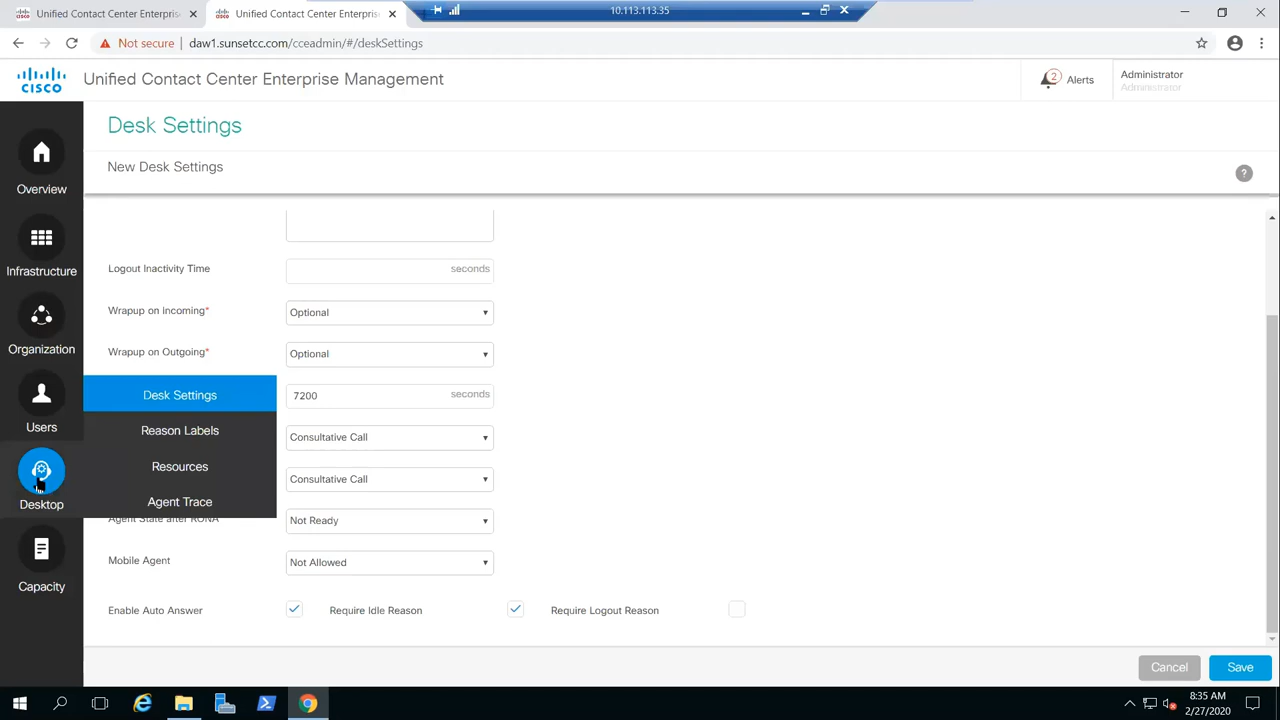 Unified Contact Center Enterprise
Unified Contact Center Enterprise
10.113.113.35
Not secure
daw1.sunsetcc.com/cceadmin/#/deskSettings
CISCO
Unified Contact Center Enterprise Management
2
Alerts
Administrator
Administrator
Desk Settings
New Desk Settings
?
Overview
Infrastructure
Organization
Users
Desktop
Capacity
Logout Inactivity Time
seconds
Wrapup on Incoming*
Optional
Wrapup on Outgoing*
Optional
Desk Settings
7200
seconds
Reason Labels
Consultative Call
Resources
Consultative Call
Agent Trace
Agent State after RONA
Not Ready
Mobile Agent
Not Allowed
Enable Auto Answer
Require Idle Reason
Require Logout Reason
Cancel
Save
8:35 AM
2/27/2020